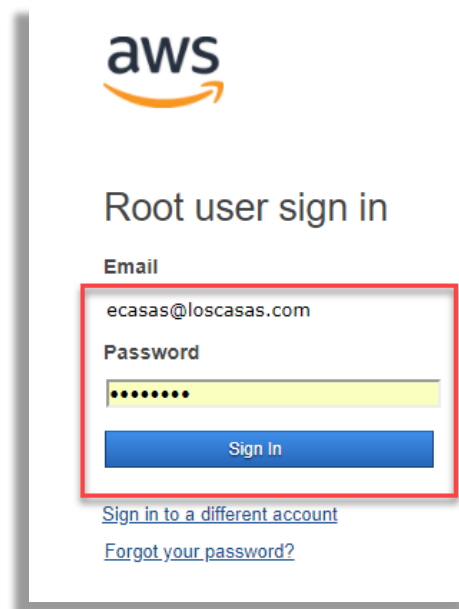 aws
Root user sign in
Email
ecasas@loscasas.com
Password
Sign In
Sign in to a different account
Forgot your password?